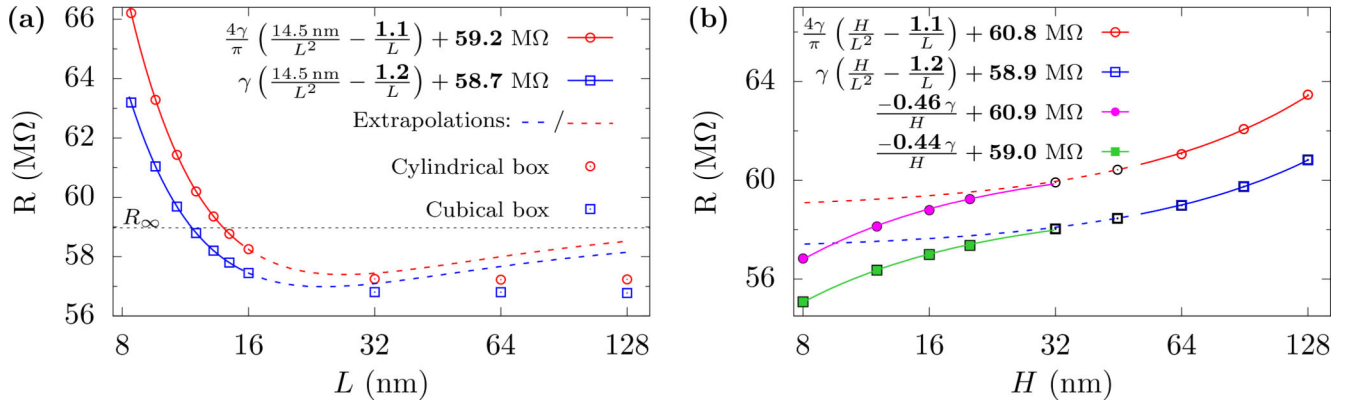 (a)
R (MΩ)
66
64
62
60
58
56
4γ/π (14.5 nm/L² − 1.1/L) + 59.2 MΩ
γ (14.5 nm/L² − 1.2/L) + 58.7 MΩ
Extrapolations: /
Cylindrical box
Cubical box
R∞
8 16 32 64 128
L (nm)
(b)
R (MΩ)
64
60
56
4γ/π (H/L² − 1.1/L) + 60.8 MΩ
γ (H/L² − 1.2/L) + 58.9 MΩ
−0.46 γ/H + 60.9 MΩ
−0.44 γ/H + 59.0 MΩ
8 16 32 64 128
H (nm)